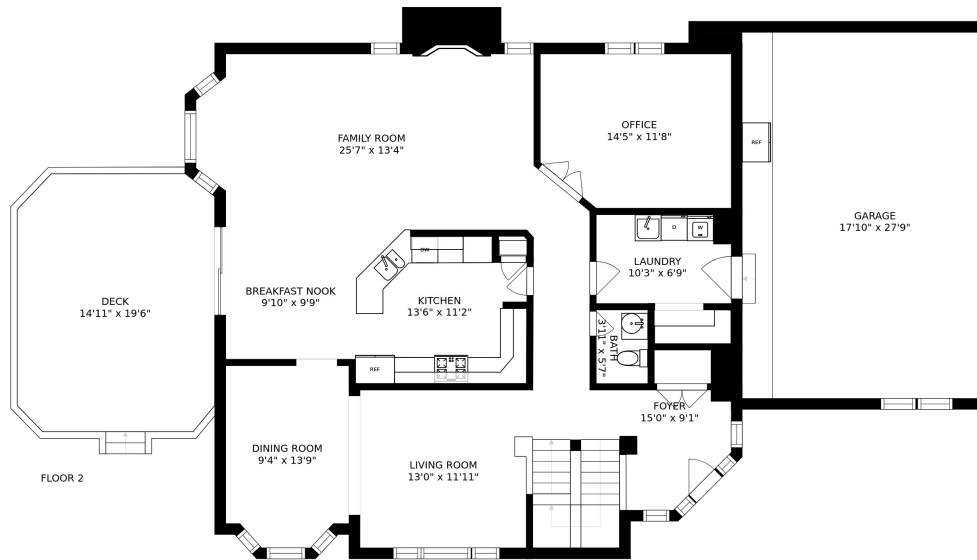 FAMILY ROOM
25'7" x 13'4"
OFFICE
14'5" x 11'8"
REF
GARAGE
17'10" x 27'9"
D
W
LAUNDRY
10'3" x 6'9"
DW
DECK
14'11" x 19'6"
BREAKFAST NOOK
9'10" x 9'9"
KITCHEN
13'6" x 11'2"
BATH
3'11" x 5'7"
REF
FOYER
15'0" x 9'1"
DINING ROOM
9'4" x 13'9"
LIVING ROOM
13'0" x 11'11"
FLOOR 2